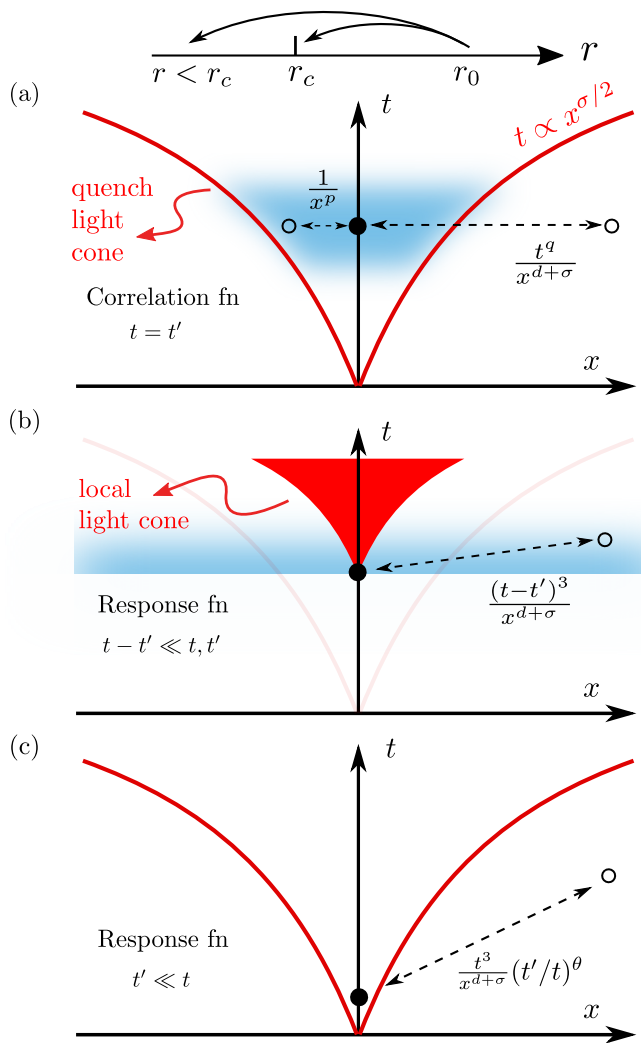 r < r_c   r_c   r_0   r
(a)
t
t ∝ x^{σ/2}
quench
light
cone
1/x^p
t^q/x^{d+σ}
Correlation fn
t = t′
x
(b)
t
local
light cone
(t−t′)^3/x^{d+σ}
Response fn
t − t′ ≪ t, t′
x
(c)
t
Response fn
t′ ≪ t
t^3/x^{d+σ} (t′/t)^θ
x